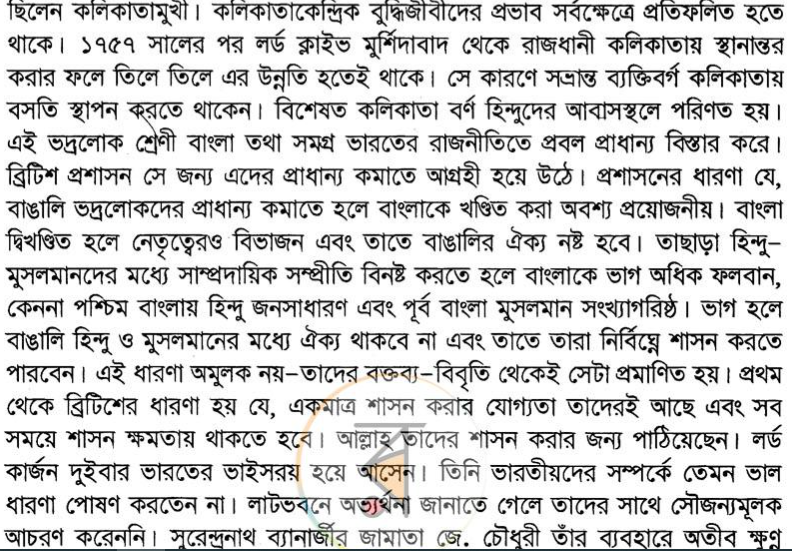 ছিলেন কলিকাতামুখী। কলিকাতাকেন্দ্রিক বুদ্ধিজীবীদের প্রভাব সর্বক্ষেত্রে প্রতিফলিত হতে
থাকে। ১৭৫৭ সালের পর লর্ড ক্লাইভ মুর্শিদাবাদ থেকে রাজধানী কলিকাতায় স্থানান্তর
করার ফলে তিলে তিলে এর উন্নতি হতেই থাকে। সে কারণে সম্ভ্রান্ত ব্যক্তিবর্গ কলিকাতায়
বসতি স্থাপন করতে থাকেন। বিশেষত কলিকাতা বর্ণ হিন্দুদের আবাসস্থলে পরিণত হয়।
এই ভদ্রলোক শ্রেণী বাংলা তথা সমগ্র ভারতের রাজনীতিতে প্রবল প্রাধান্য বিস্তার করে।
ব্রিটিশ প্রশাসন সে জন্য এদের প্রাধান্য কমাতে আগ্রহী হয়ে উঠে। প্রশাসনের ধারণা যে,
বাঙালি ভদ্রলোকদের প্রাধান্য কমাতে হলে বাংলাকে খণ্ডিত করা অবশ্য প্রয়োজনীয়। বাংলা
দ্বিখণ্ডিত হলে নেতৃত্বেরও বিভাজন এবং তাতে বাঙালির ঐক্য নষ্ট হবে। তাছাড়া হিন্দু-
মুসলমানদের মধ্যে সাম্প্রদায়িক সম্প্রীতি বিনষ্ট করতে হলে বাংলাকে ভাগ অধিক ফলবান,
কেননা পশ্চিম বাংলায় হিন্দু জনসাধারণ এবং পূর্ব বাংলা মুসলমান সংখ্যাগরিষ্ঠ। ভাগ হলে
বাঙালি হিন্দু ও মুসলমানের মধ্যে ঐক্য থাকবে না এবং তাতে তারা নির্বিঘ্নে শাসন করতে
পারবেন। এই ধারণা অমূলক নয়-তাদের বক্তব্য-বিবৃতি থেকেই সেটা প্রমাণিত হয়। প্রথম
থেকে ব্রিটিশের ধারণা হয় যে, একমাত্র শাসন করার যোগ্যতা তাদেরই আছে এবং সব
সময়ে শাসন ক্ষমতায় থাকতে হবে। আল্লাহ তাঁদের শাসন করার জন্য পাঠিয়েছেন। লর্ড
কার্জন দুইবার ভারতের ভাইসরয় হয়ে আসেন। তিনি ভারতীয়দের সম্পর্কে তেমন ভাল
ধারণা পোষণ করতেন না। লাটভবনে অভ্যর্থনা জানাতে গেলে তাদের সাথে সৌজন্যমূলক
আচরণ করেননি। সুরেন্দ্রনাথ ব্যানার্জীর জামাতা জে. চৌধুরী তাঁর ব্যবহারে অতীব ক্ষুণ্ণ